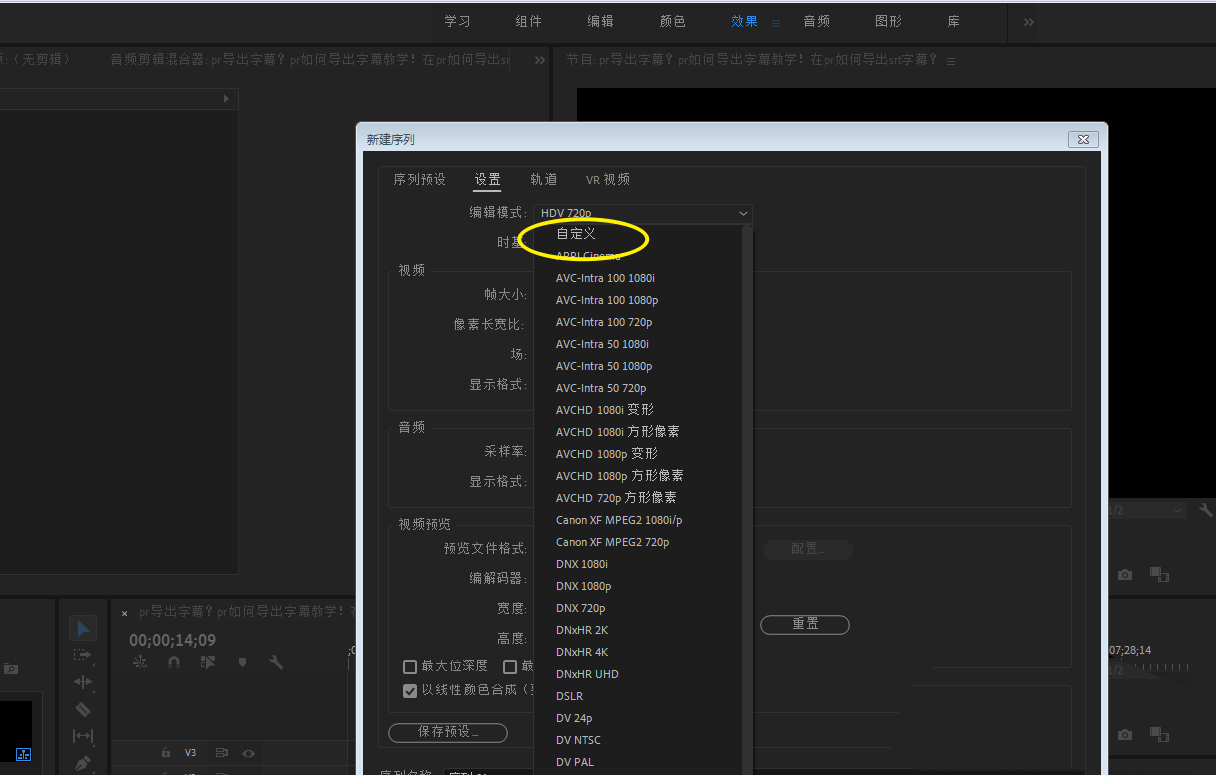 学习 组件 编辑 颜色 效果 音频 图形 库
:（无剪辑） 音频剪辑混合器: pr导出字幕？pr如何导出字幕教学！在pr如何导出sr 节目: pr导出字幕？pr如何导出字幕教学！在pr如何导出srt字幕？
新建序列
序列预设 设置 轨道 VR 视频
编辑模式: HDV 720p
自定义
时基:
ARRI Cinema
视频
AVC-Intra 100 1080i
帧大小:
AVC-Intra 100 1080p
像素长宽比:
AVC-Intra 100 720p
场:
AVC-Intra 50 1080i
AVC-Intra 50 1080p
显示格式:
AVC-Intra 50 720p
AVCHD 1080i 变形
音频
AVCHD 1080i 方形像素
采样率:
AVCHD 1080p 变形
显示格式:
AVCHD 1080p 方形像素
AVCHD 720p 方形像素
1/2
视频预览
Canon XF MPEG2 1080i/p
预览文件格式:
Canon XF MPEG2 720p
配置...
DNX 1080i
编解码器:
DNX 1080p
宽度:
DNX 720p
重置
高度:
DNxHR 2K
DNxHR 4K
最大位深度 最
DNxHR UHD
以线性颜色合成（
DSLR
DV 24p
保存预设...
DV NTSC
DV PAL
序列名称 序列 01
× pr导出字幕？pr如何导出字幕教学！
00;00;14;09
07;28;14
1/2
V3